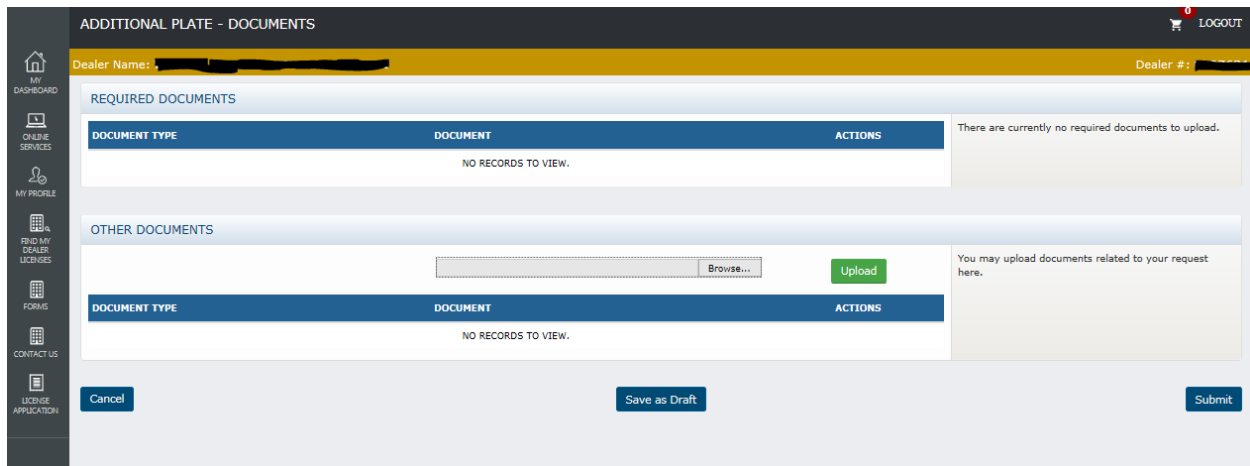 ADDITIONAL PLATE - DOCUMENTS
0
LOGOUT
Dealer Name:
Dealer #:
MY
DASHBOARD
ONLINE
SERVICES
MY PROFILE
FIND MY
DEALER
LICENSES
FORMS
CONTACT US
LICENSE
APPLICATION
REQUIRED DOCUMENTS
DOCUMENT TYPE DOCUMENT ACTIONS
NO RECORDS TO VIEW.
There are currently no required documents to upload.
OTHER DOCUMENTS
Browse... Upload
You may upload documents related to your request
here.
DOCUMENT TYPE DOCUMENT ACTIONS
NO RECORDS TO VIEW.
Cancel Save as Draft Submit